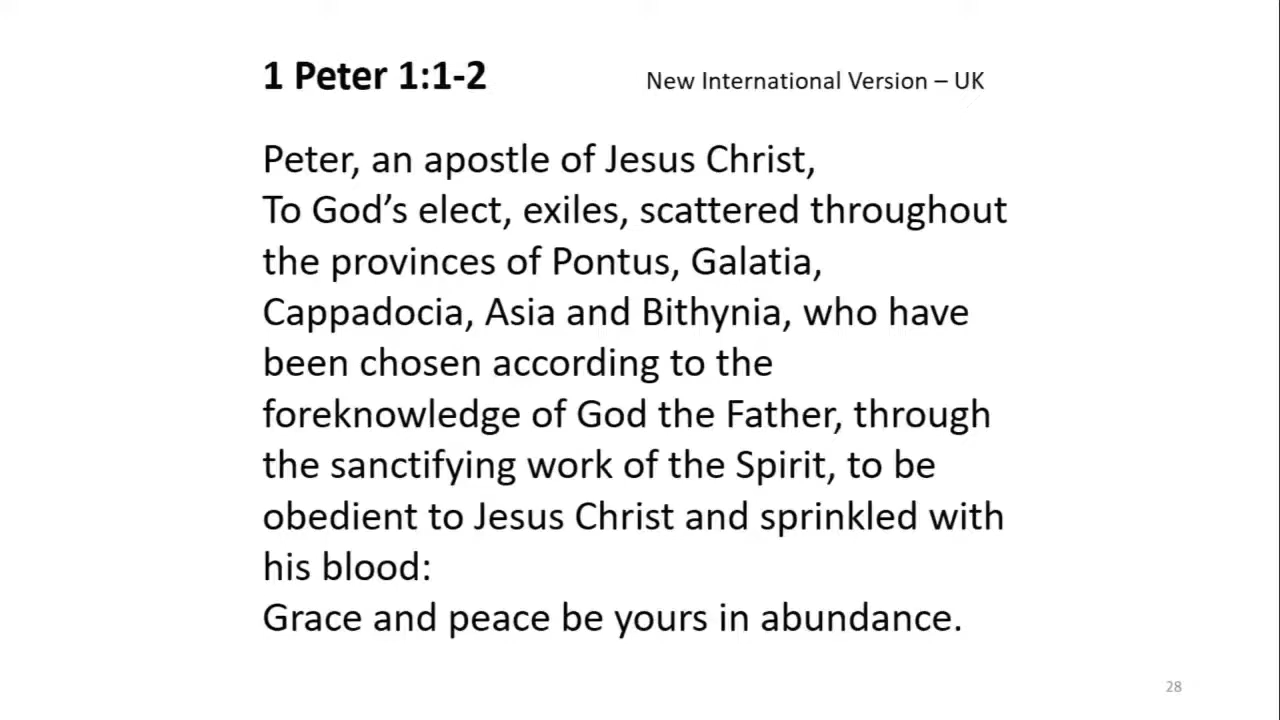 1 Peter 1:1-2 New International Version – UK
Peter, an apostle of Jesus Christ,
To God’s elect, exiles, scattered throughout
the provinces of Pontus, Galatia,
Cappadocia, Asia and Bithynia, who have
been chosen according to the
foreknowledge of God the Father, through
the sanctifying work of the Spirit, to be
obedient to Jesus Christ and sprinkled with
his blood:
Grace and peace be yours in abundance.
28